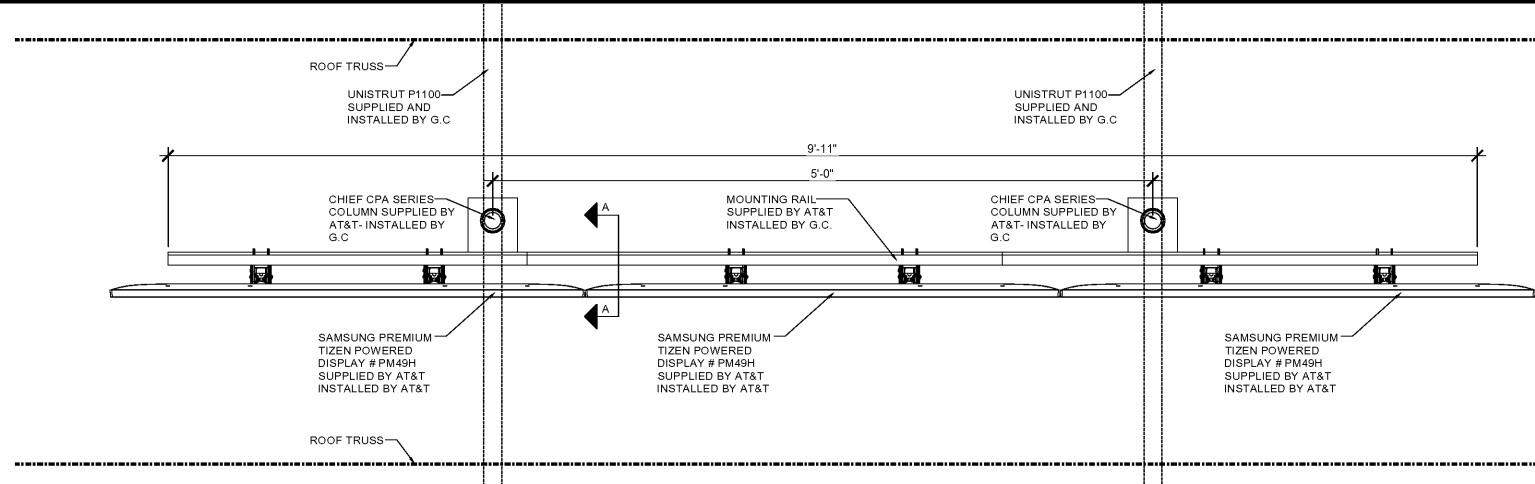 ROOF TRUSS
UNISTRUT P1100
SUPPLIED AND
INSTALLED BY G.C
UNISTRUT P1100
SUPPLIED AND
INSTALLED BY G.C
9'-11"
5'-0"
CHIEF CPA SERIES
COLUMN SUPPLIED BY
AT&T- INSTALLED BY
G.C
A
MOUNTING RAIL
SUPPLIED BY AT&T
INSTALLED BY G.C.
CHIEF CPA SERIES
COLUMN SUPPLIED BY
AT&T- INSTALLED BY
G.C
A
SAMSUNG PREMIUM
TIZEN POWERED
DISPLAY # PM49H
SUPPLIED BY AT&T
INSTALLED BY AT&T
SAMSUNG PREMIUM
TIZEN POWERED
DISPLAY # PM49H
SUPPLIED BY AT&T
INSTALLED BY AT&T
SAMSUNG PREMIUM
TIZEN POWERED
DISPLAY # PM49H
SUPPLIED BY AT&T
INSTALLED BY AT&T
ROOF TRUSS